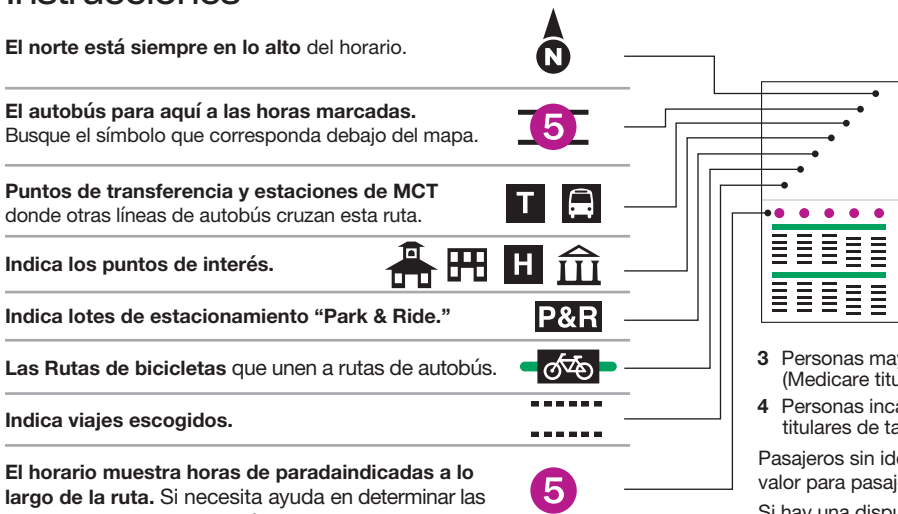 Instrucciones
El norte está siempre en lo alto del horario.
N
El autobús para aquí a las horas marcadas.
Busque el símbolo que corresponda debajo del mapa.
5
Puntos de transferencia y estaciones de MCT
donde otras líneas de autobús cruzan esta ruta.
T
Indica los puntos de interés.
H
Indica lotes de estacionamiento “Park & Ride.”
P&R
Las Rutas de bicicletas que unen a rutas de autobús.
Indica viajes escogidos.
El horario muestra horas de paradaindicadas a lo
largo de la ruta. Si necesita ayuda en determinar las
5
3 Personas may
(Medicare titu
4 Personas inca
titulares de ta
Pasajeros sin ide
valor para pasaj
Si hay una dispu